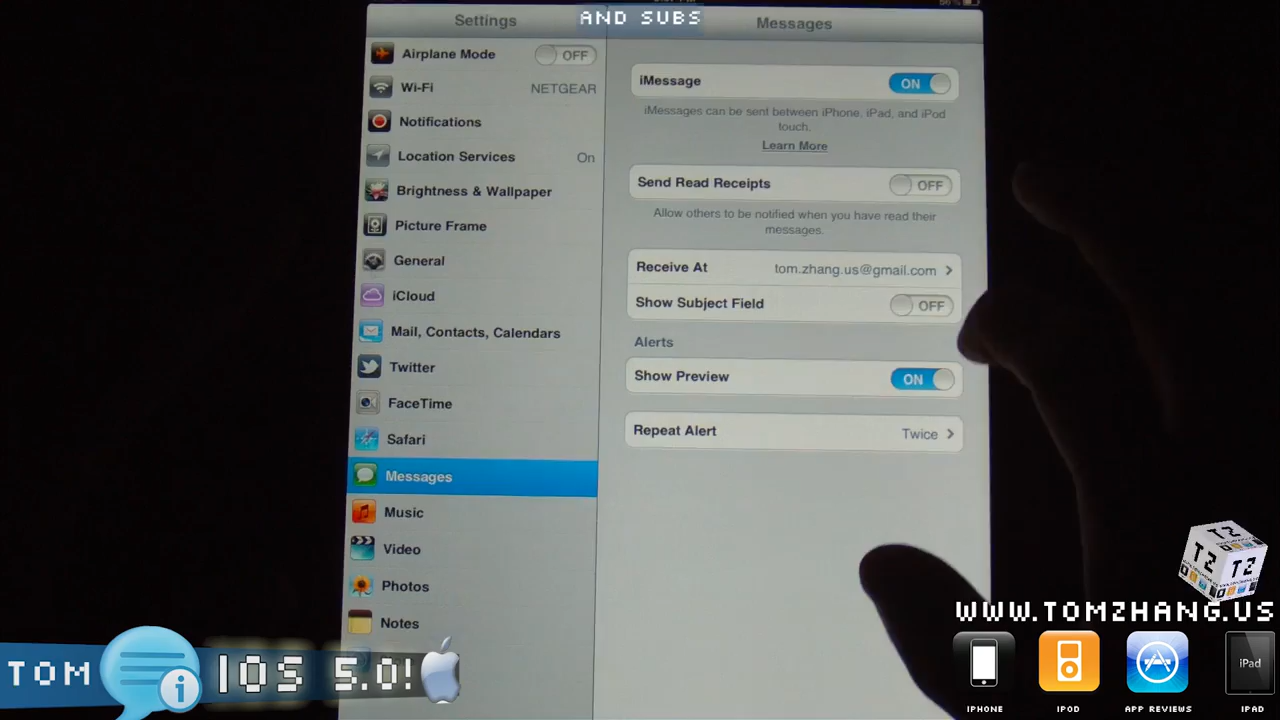 AND SUBS
56%
Settings
Messages
Airplane Mode OFF
Wi-Fi NETGEAR
Notifications
Location Services On
Brightness & Wallpaper
Picture Frame
General
iCloud
Mail, Contacts, Calendars
Twitter
FaceTime
Safari
Messages
Music
Video
Photos
Notes
iMessage ON
iMessages can be sent between iPhone, iPad, and iPod
touch.
Learn More
Send Read Receipts OFF
Allow others to be notified when you have read their
messages.
Receive At tom.zhang.us@gmail.com
Show Subject Field OFF
Alerts
Show Preview ON
Repeat Alert Twice
TZ
TZ
TZ
WWW.TOMZHANG.US
iPad
IPHONE
IPOD
APP REVIEWS
IPAD
TOM
i
IOS 5.0!